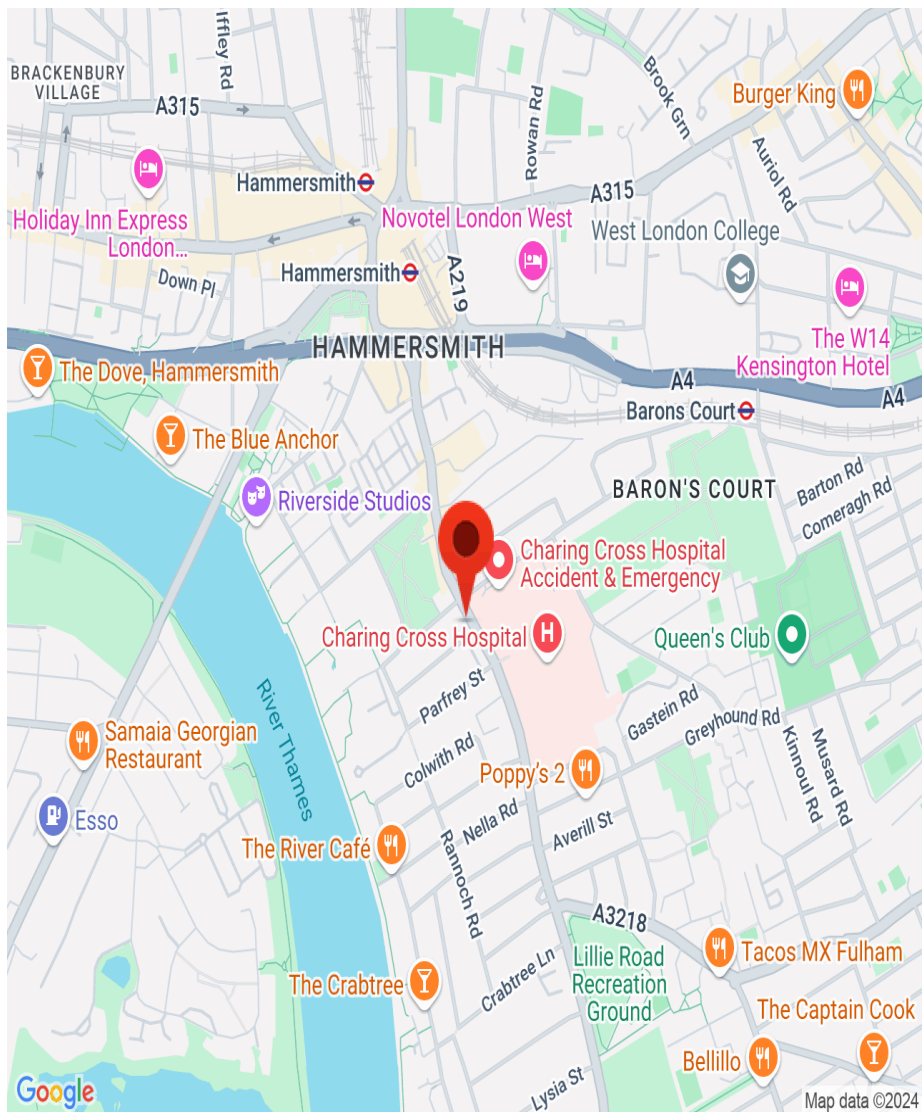 Iffley Rd
BRACKENBURY
VILLAGE
A315
Rowan Rd
Brook Grn
Burger King
Auriol Rd
Hammersmith
A315
Holiday Inn Express
London...
Novotel London West
West London College
Down Pl
Hammersmith
A219
HAMMERSMITH
The W14
Kensington Hotel
The Dove, Hammersmith
A4
A4
Barons Court
The Blue Anchor
Riverside Studios
BARON'S COURT
Barton Rd
Comeragh Rd
Charing Cross Hospital
Accident & Emergency
Charing Cross Hospital
H
Queen's Club
Parfrey St
River Thames
Gastein Rd
Greyhound Rd
Samaia Georgian
Restaurant
Colwith Rd
Poppy's 2
Kinnoul Rd
Musard Rd
Esso
Nella Rd
Averill St
The River Café
Rannoch Rd
A3218
Tacos MX Fulham
Lillie Road
Recreation
Ground
The Crabtree
Crabtree Ln
The Captain Cook
Bellillo
Lysia St
Google
Map data ©2024